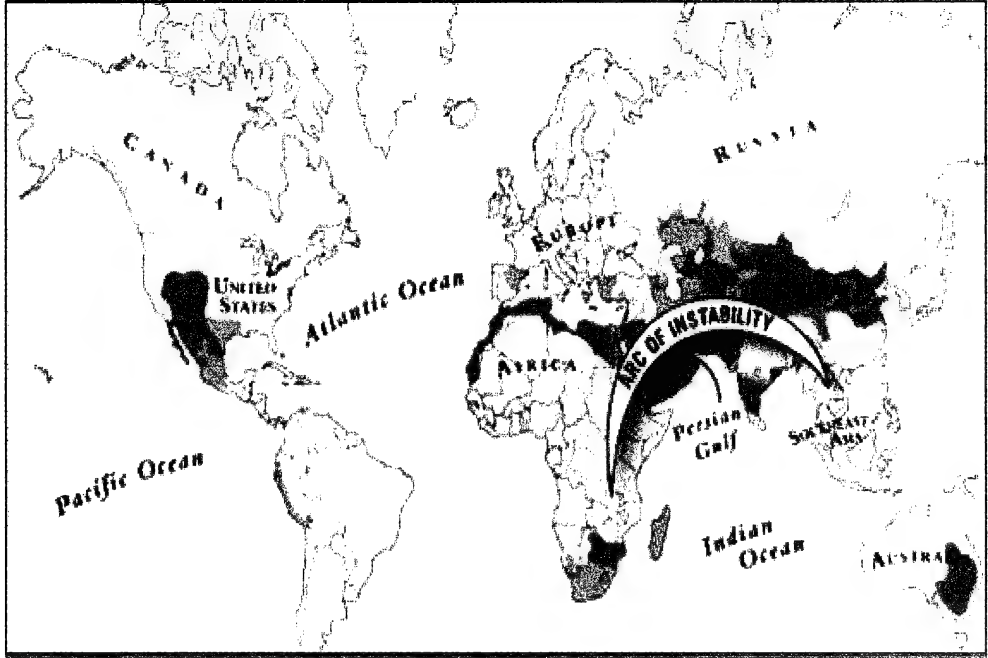 CANADA
RUSSIA
EUROPE
UNITED
STATES
Atlantic Ocean
ARC OF INSTABILITY
AFRICA
Persian
Gulf
SOUTHEAST
ASIA
Pacific Ocean
Indian
Ocean
AUSTRA